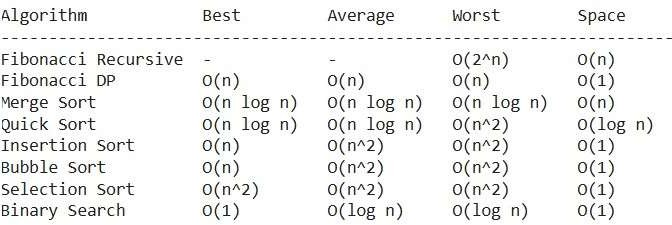 Algorithm Best Average Worst Space
--------------------------------------------------------------------
Fibonacci Recursive - - O(2^n) O(n)
Fibonacci DP O(n) O(n) O(n) O(1)
Merge Sort O(n log n) O(n log n) O(n log n) O(n)
Quick Sort O(n log n) O(n log n) O(n^2) O(log n)
Insertion Sort O(n) O(n^2) O(n^2) O(1)
Bubble Sort O(n) O(n^2) O(n^2) O(1)
Selection Sort O(n^2) O(n^2) O(n^2) O(1)
Binary Search O(1) O(log n) O(log n) O(1)